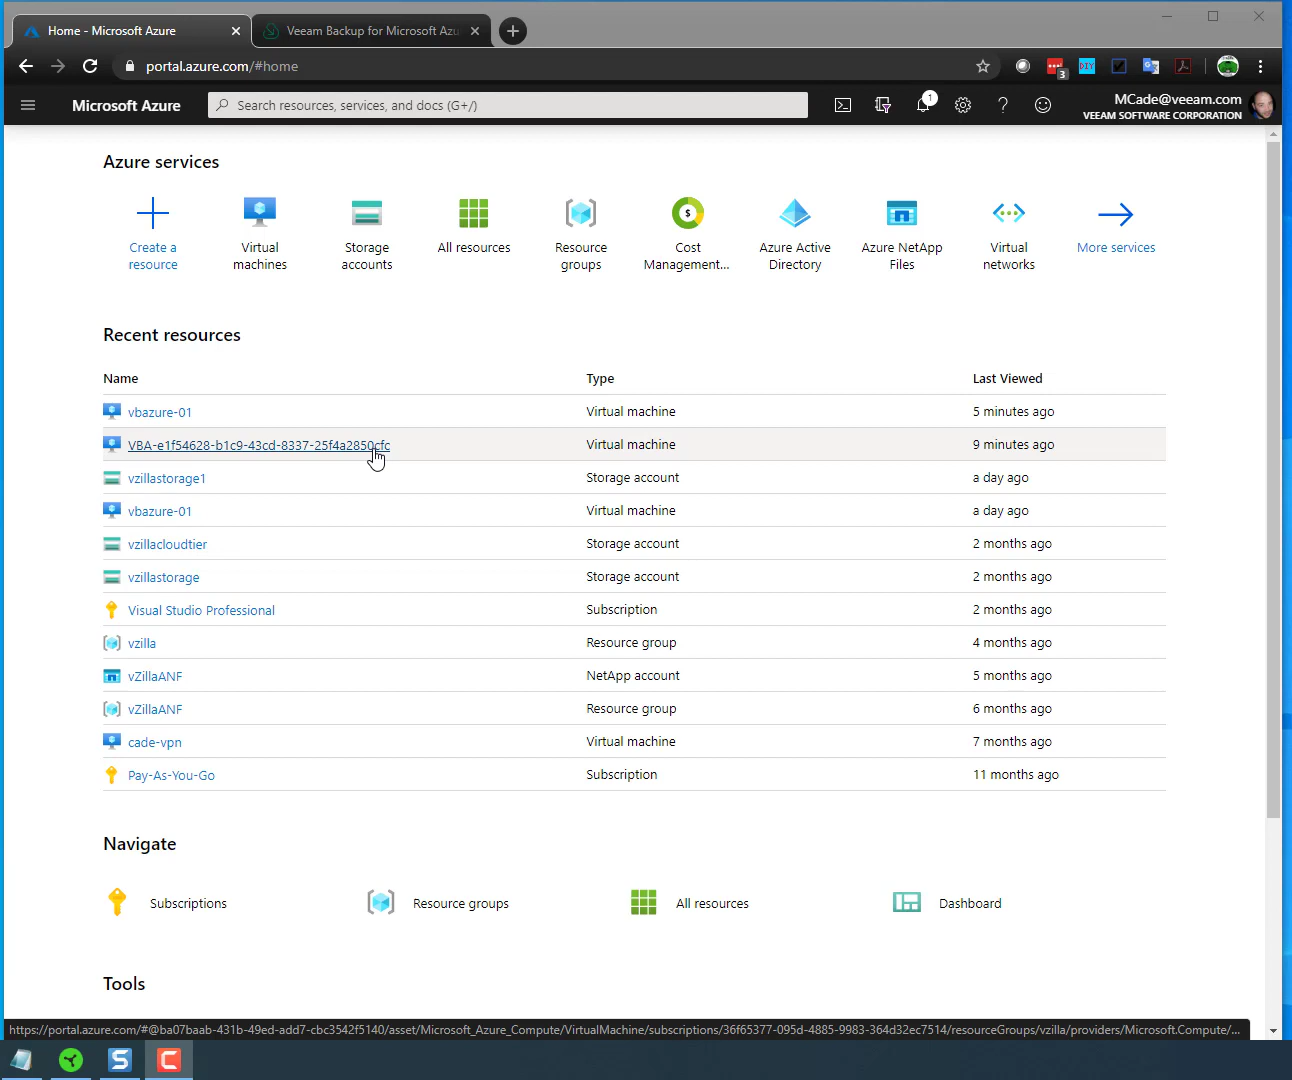 Home - Microsoft Azure
Veeam Backup for Microsoft Azu
portal.azure.com/#home
3
DIY
Microsoft Azure
Search resources, services, and docs (G+/)
1
MCade@veeam.com
VEEAM SOFTWARE CORPORATION
Azure services
Create a resource
Virtual machines
Storage accounts
All resources
Resource groups
$
Cost Management...
Azure Active Directory
Azure NetApp Files
Virtual networks
More services
Recent resources
Name Type Last Viewed
vbazure-01 Virtual machine 5 minutes ago
VBA-e1f54628-b1c9-43cd-8337-25f4a2850cfc Virtual machine 9 minutes ago
vzillastorage1 Storage account a day ago
vbazure-01 Virtual machine a day ago
vzillacloudtier Storage account 2 months ago
vzillastorage Storage account 2 months ago
Visual Studio Professional Subscription 2 months ago
vzilla Resource group 4 months ago
vZillaANF NetApp account 5 months ago
vZillaANF Resource group 6 months ago
cade-vpn Virtual machine 7 months ago
Pay-As-You-Go Subscription 11 months ago
Navigate
Subscriptions Resource groups All resources Dashboard
Tools
https://portal.azure.com/#@ba07baab-431b-49ed-add7-cbc3542f5140/asset/Microsoft_Azure_Compute/VirtualMachine/subscriptions/36f65377-095d-4885-9983-364d32ec7514/resourceGroups/vzilla/providers/Microsoft.Compute/...
S C